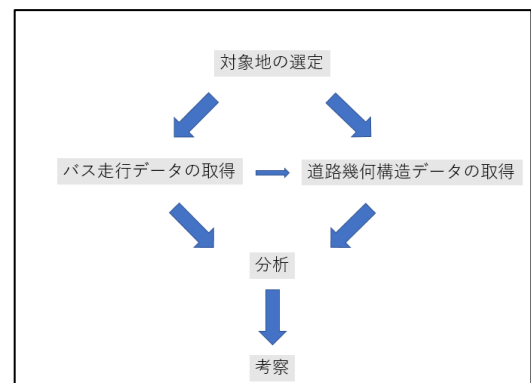 対象地の選定
バス走行データの取得
道路幾何構造データの取得
分析
考察